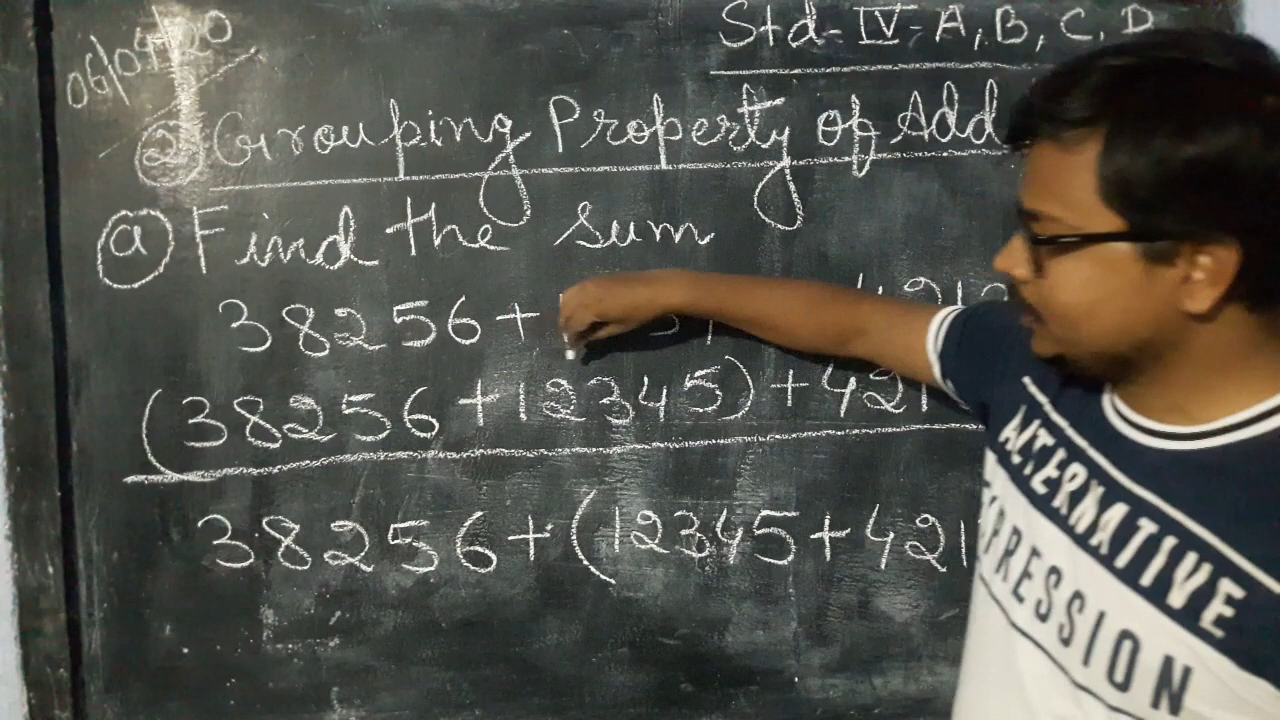 06/04/20
Std-IV-A, B, C, D
② Grouping Property of Add
ⓐ Find the sum
38256 +
(38256 + 12345) + 421
38256 + (12345 + 421
ALTERNATIVE
EXPRESSION